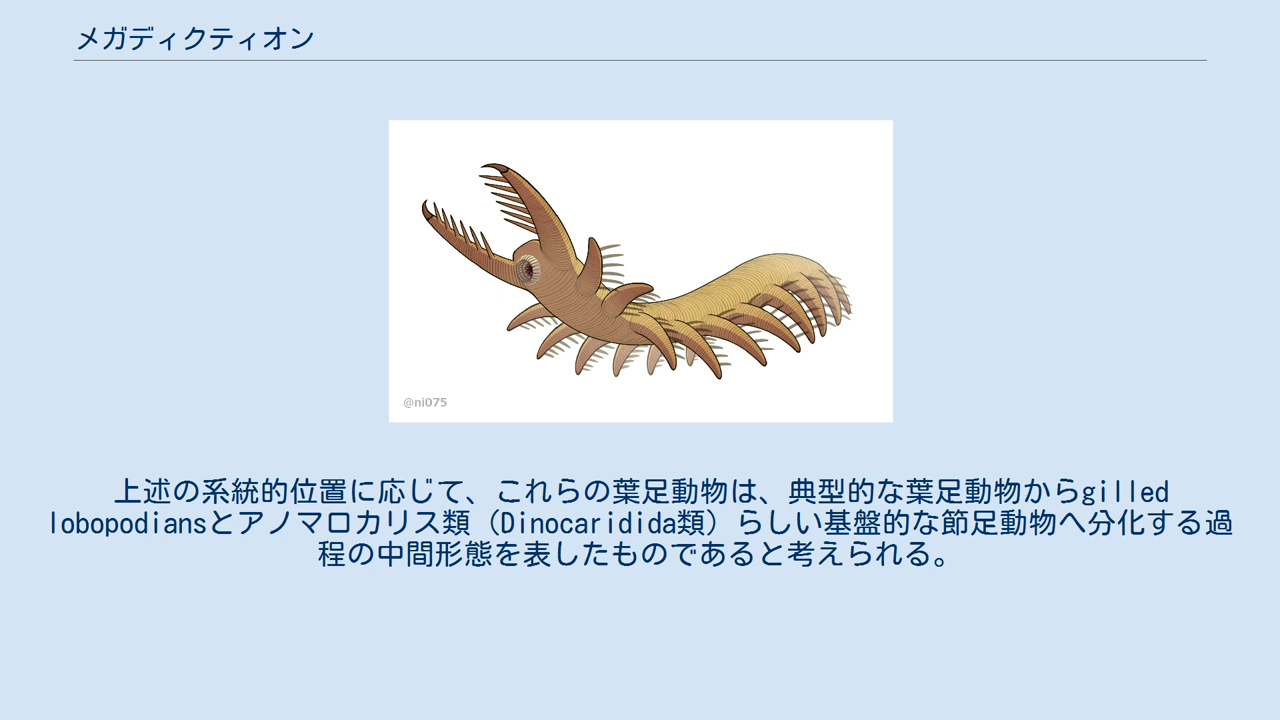 メガディクティオン
@ni075
上述の系統的位置に応じて、これらの葉足動物は、典型的な葉足動物からgilled
lobopodiansとアノマロカリス類（Dinocaridida類）らしい基盤的な節足動物へ分化する過
程の中間形態を表したものであると考えられる。